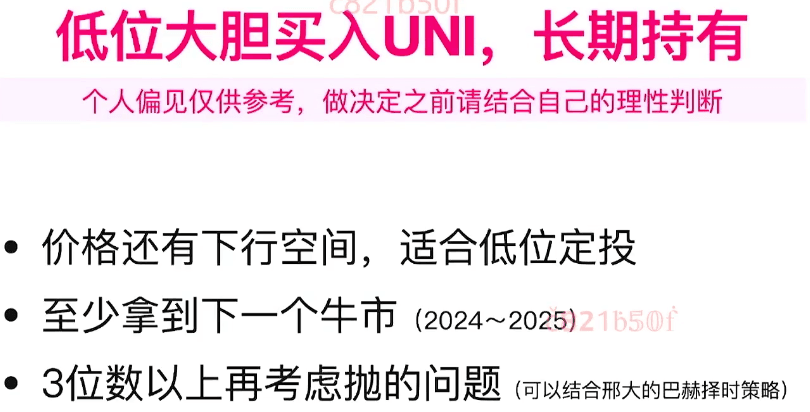 c821b50f
低位大胆买入UNI，长期持有
个人偏见仅供参考，做决定之前请结合自己的理性判断
• 价格还有下行空间，适合低位定投
• 至少拿到下一个牛市（2024～2025）
c821b50f
• 3位数以上再考虑抛的问题（可以结合邢大的巴赫择时策略）